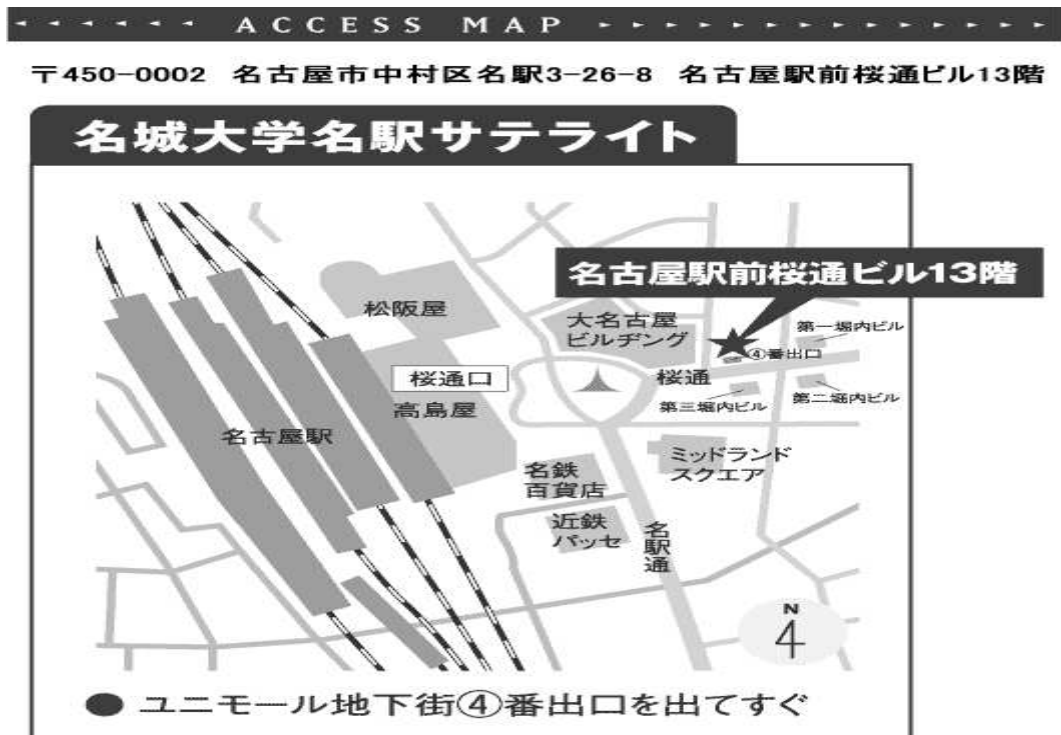 ACCESS MAP
〒450-0002 名古屋市中村区名駅3-26-8 名古屋駅前桜通ビル13階
名城大学名駅サテライト
名古屋駅前桜通ビル13階
松阪屋
大名古屋
ビルヂング
第一堀内ビル
④番出口
桜通口
桜通
高島屋
第三堀内ビル
第二堀内ビル
名古屋駅
ミッドランド
スクエア
名鉄
百貨店
近鉄
パッセ
名駅通
N
● ユニモール地下街④番出口を出てすぐ